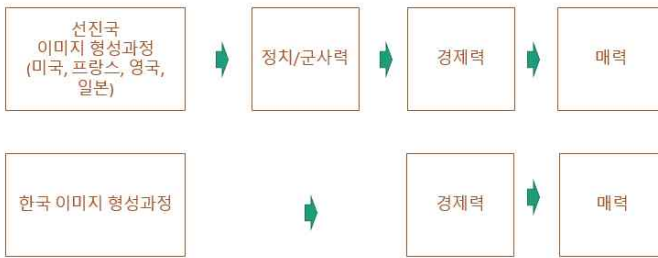 선진국
이미지 형성과정
(미국, 프랑스, 영국,
일본)
정치/군사력
경제력
매력
한국 이미지 형성과정
경제력
매력